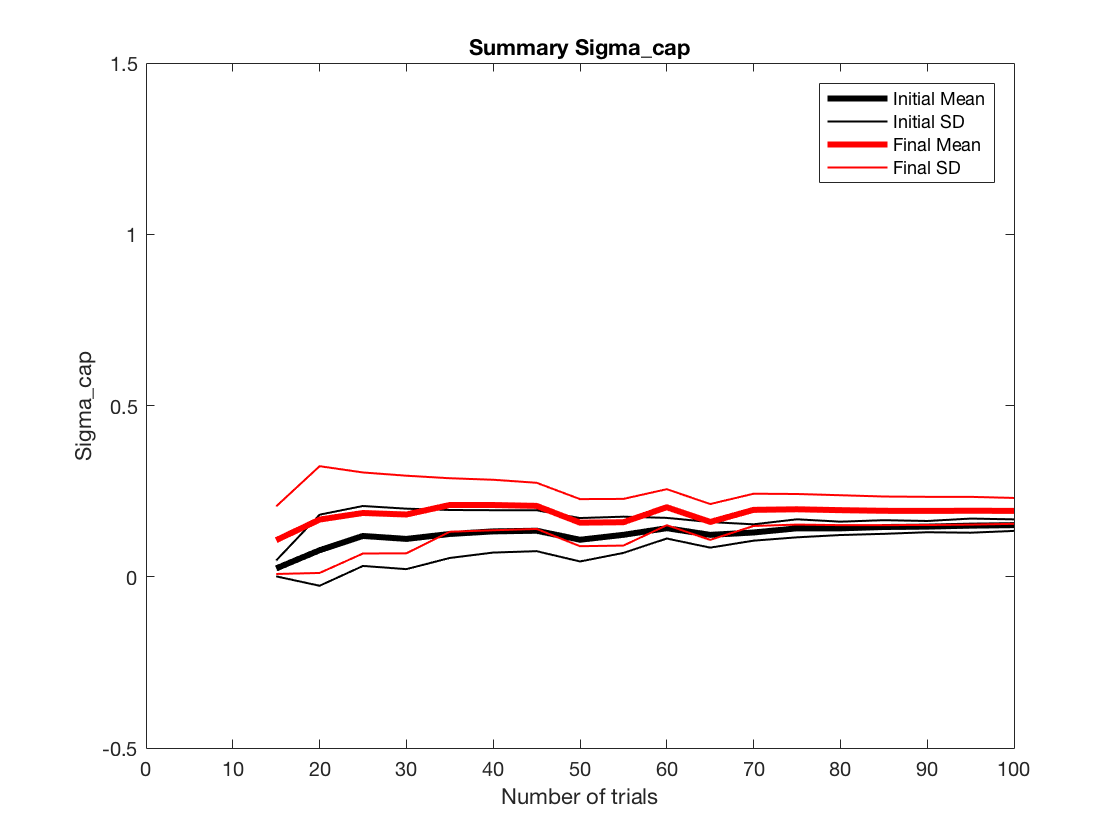 Summary Sigma_cap
1.5
1
0.5
0
-0.5
Sigma_cap
Initial Mean
Initial SD
Final Mean
Final SD
0 10 20 30 40 50 60 70 80 90 100
Number of trials